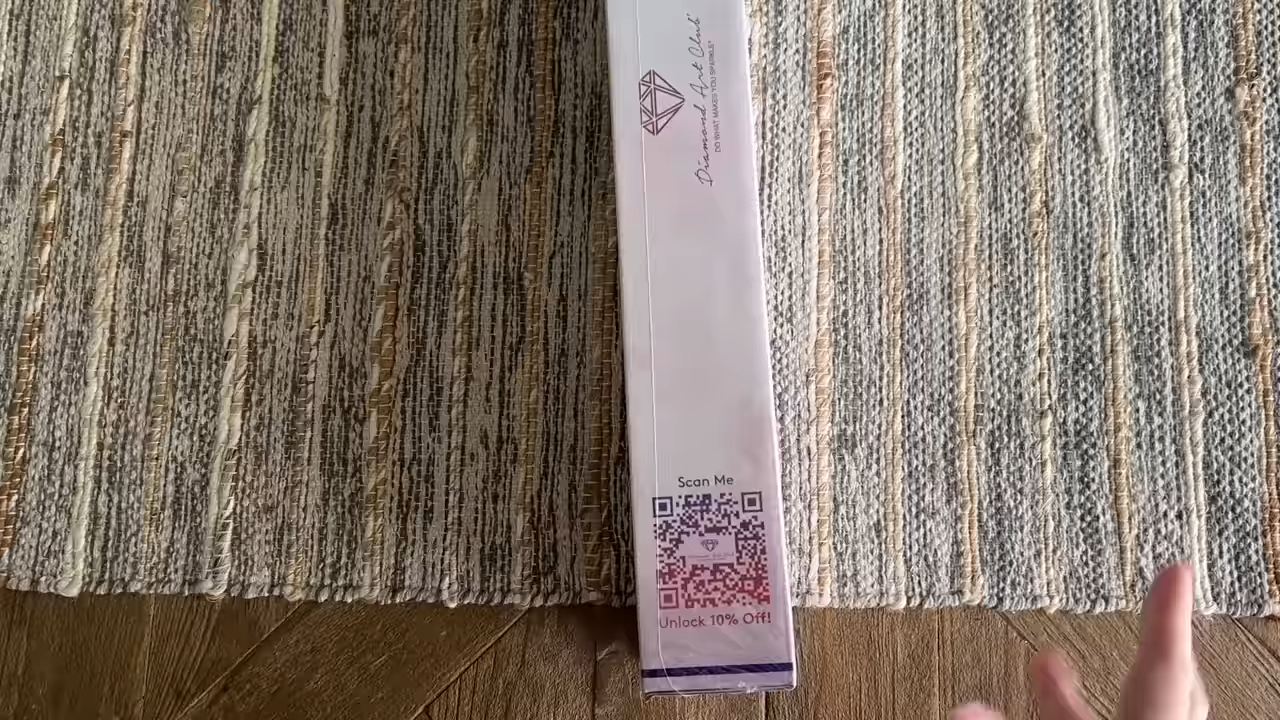 Diamond Art Club®
DO WHAT MAKES YOU SPARKLE®
Scan Me
Unlock 10% Off!